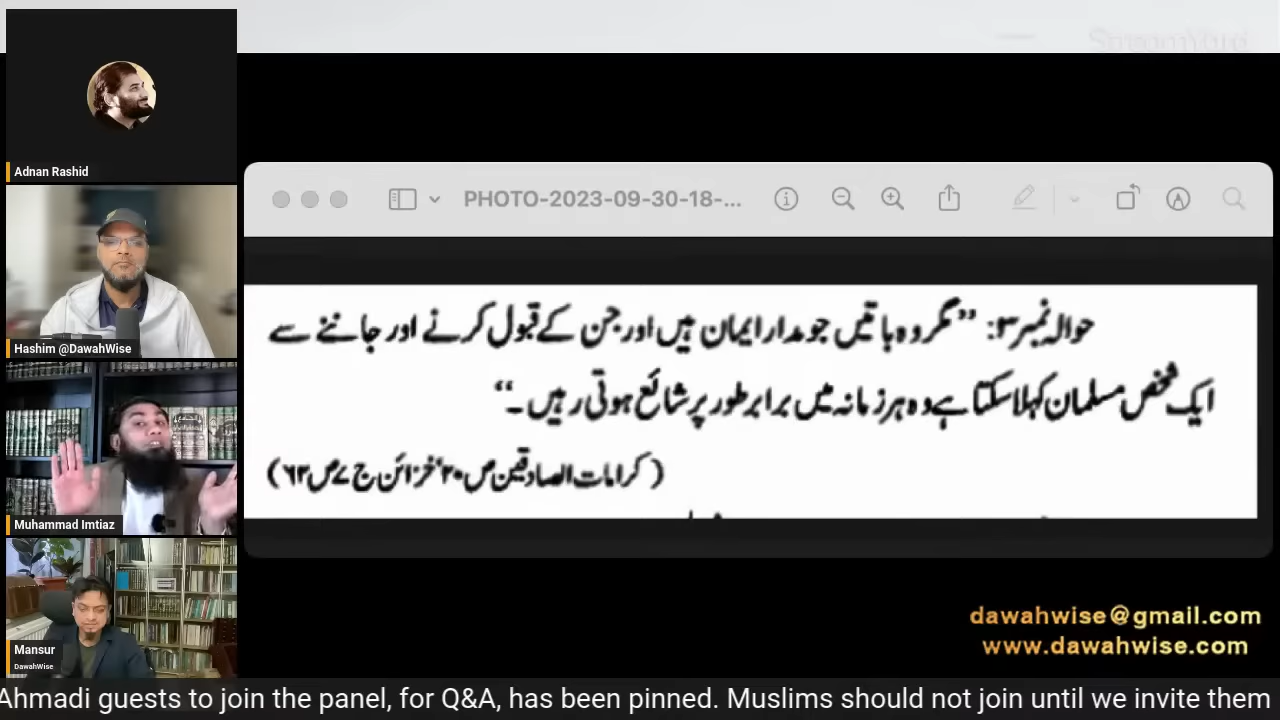 StreamYard
Adnan Rashid
Hashim @DawahWise
Muhammad Imtiaz
Mansur
DawahWise
PHOTO-2023-09-30-18-...
حوالہ نمبر۳: ”مگر وہ باتیں جو مدار ایمان ہیں اور جن کے قبول کرنے اور جاننے سے
ایک شخص مسلمان کہلا سکتا ہے وہ ہر زمانہ میں برابر طور پر شائع ہوتی رہیں۔“
(کرامات الصادقین ص۲۰، خزائن ج۷ ص۶۲)
dawahwise@gmail.com
www.dawahwise.com
Ahmadi guests to join the panel, for Q&A, has been pinned. Muslims should not join until we invite them